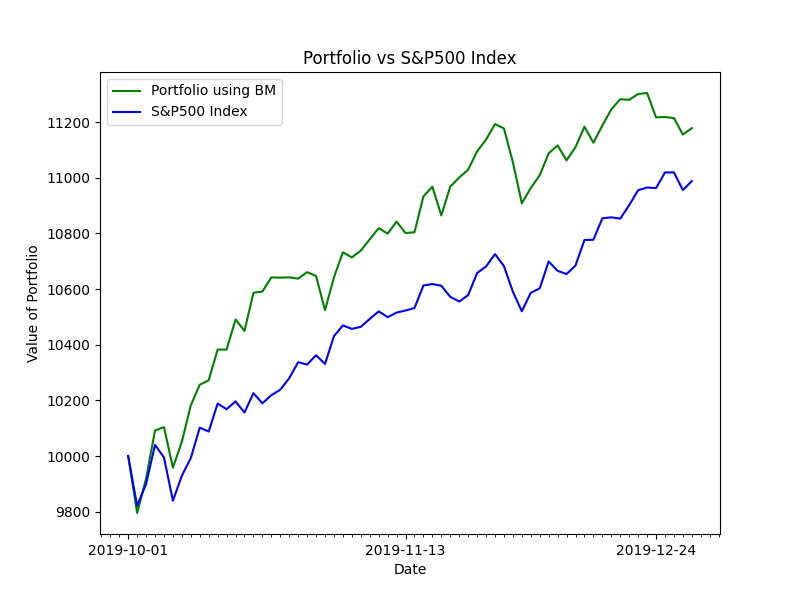 Portfolio vs S&P500 Index
Portfolio using BM
S&P500 Index
Value of Portfolio
11200
11000
10800
10600
10400
10200
10000
9800
2019-10-01
2019-11-13
2019-12-24
Date